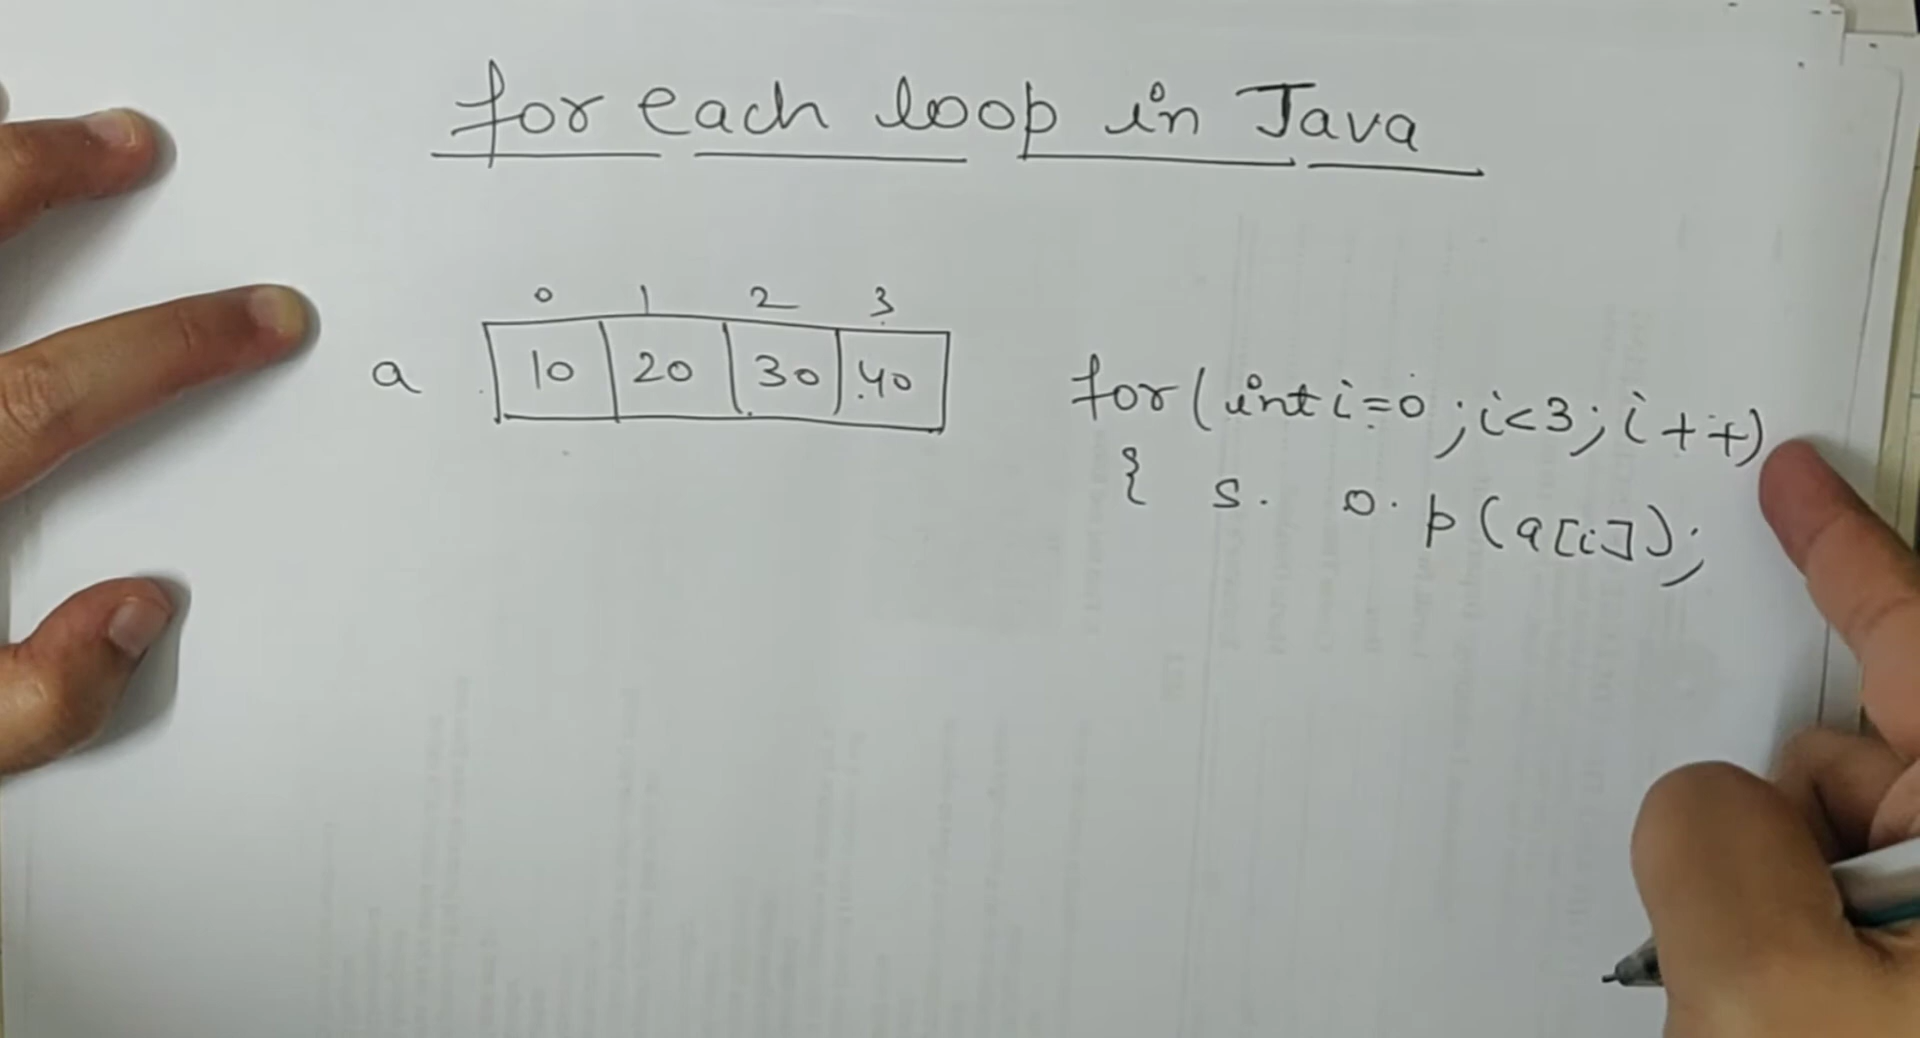 for each loop in Java
0 1 2 3
a 10 20 30 40
for(int i=0;i<3;i++)
{ s. o. p(a[i]);